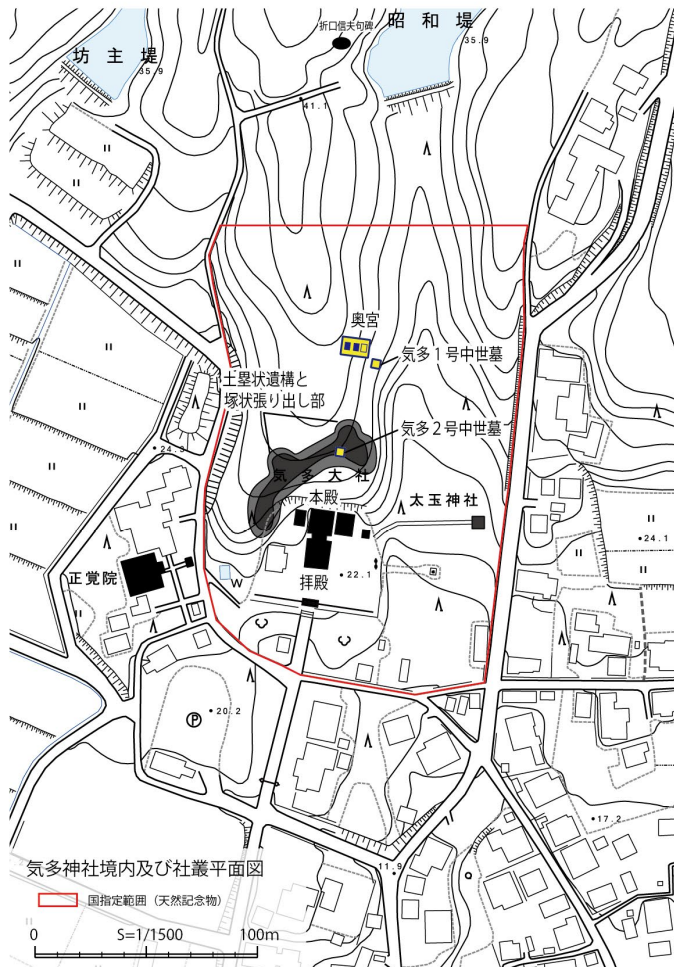 折口信夫句碑
昭和堤
35.9
坊主堤
35.9
41.1
奥宮
気多1号中世墓
土塁状遺構と
塚状張り出し部
気多2号中世墓
24.3
気多大社
本殿
太玉神社
24.1
正覚院
W
22.1
拝殿
P
20.2
17.2
11.9
気多神社境内及び社叢平面図
国指定範囲（天然記念物）
0 S=1/1500 100m